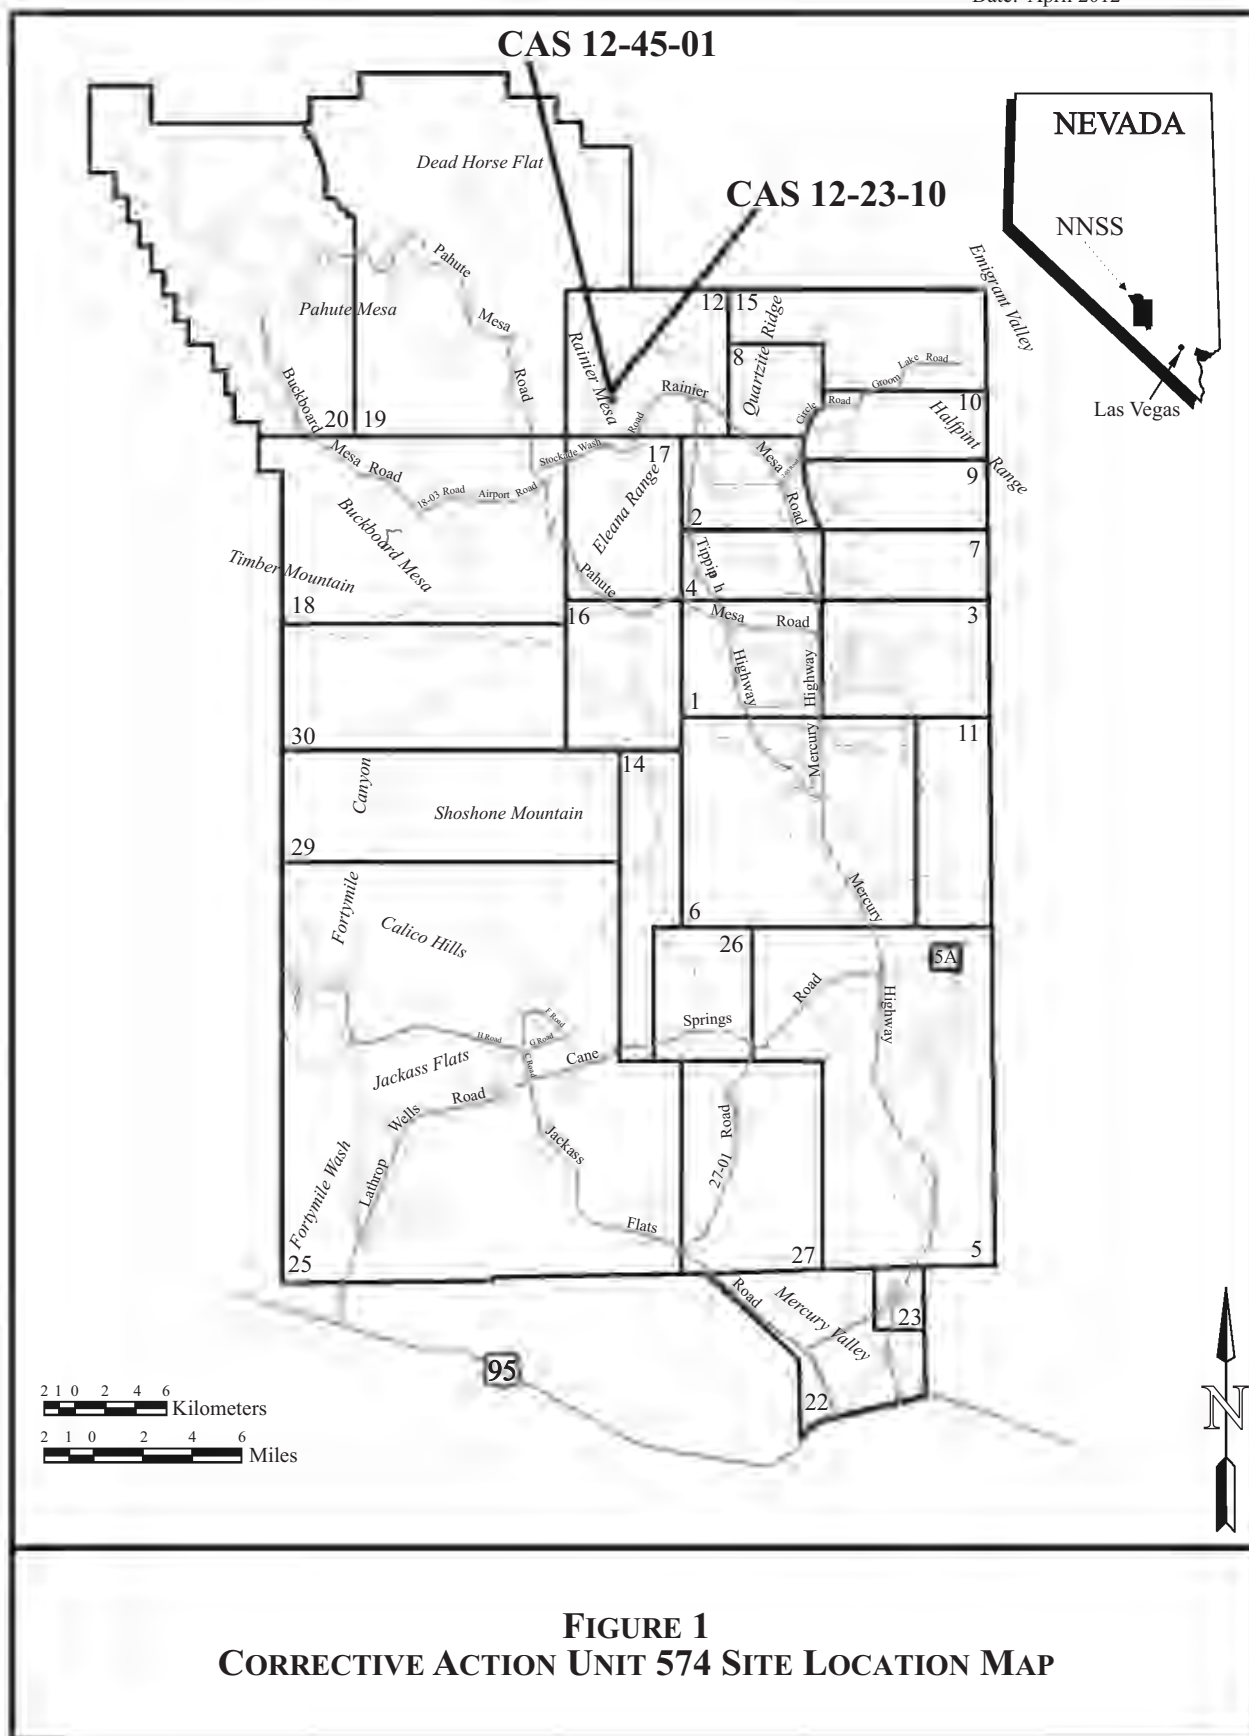 Date: April 2012
CAS 12-45-01
NEVADA
Dead Horse Flat
CAS 12-23-10
NNSS
Emigrant Valley
Pahute
Pahute Mesa
Mesa
Road
12
15
Quartzite Ridge
Rainier Mesa
8
Lake Road
Groom
Road
Circle
Las Vegas
Buckboard
Mesa Road
Rainier
Mesa
Road
10
Halfpint
Range
20
19
Stockade Wash
Road
17
9
18-03 Road
Airport Road
Eleana Range
Buckboard Mesa
2
7
Timber Mountain
Tippip h
Pahute
Mesa
Road
4
18
16
3
Highway
Mercury Highway
1
30
11
14
Canyon
Shoshone Mountain
29
Fortymile
Mercury
Highway
6
Calico Hills
26
5A
Road
Springs
F Road
H Road
G Road
C Road
Cane
Jackass Flats
Road
Wells
Lathrop
Jackass
Flats
Road
27-01 Road
Fortymile Wash
25
27
5
Mercury Valley
23
95
22
2 1 0 2 4 6
Kilometers
2 1 0 2 4 6
Miles
N
FIGURE 1
CORRECTIVE ACTION UNIT 574 SITE LOCATION MAP